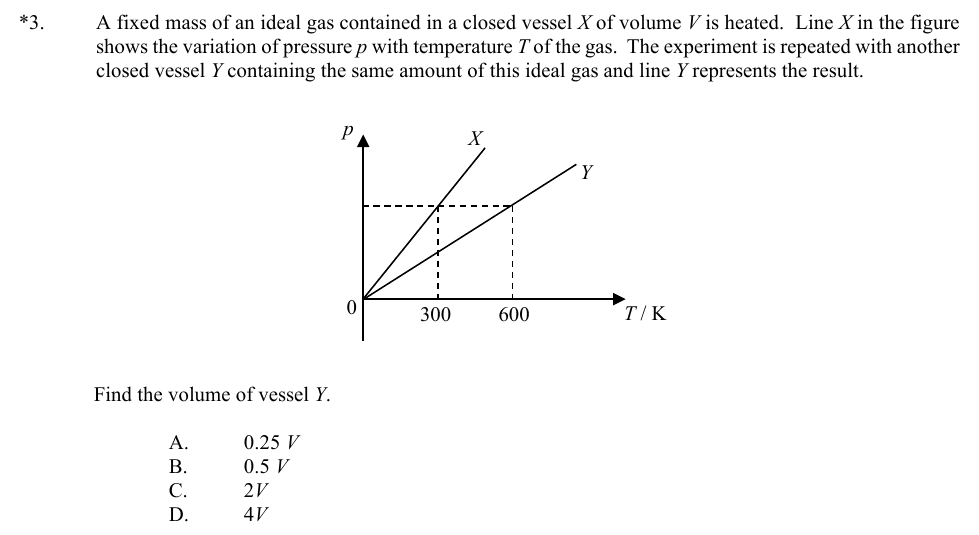 *3. A fixed mass of an ideal gas contained in a closed vessel X of volume V is heated. Line X in the figure
shows the variation of pressure p with temperature T of the gas. The experiment is repeated with another
closed vessel Y containing the same amount of this ideal gas and line Y represents the result.
p
X
Y
0
300
600
T / K
Find the volume of vessel Y.
A. 0.25 V
B. 0.5 V
C. 2V
D. 4V